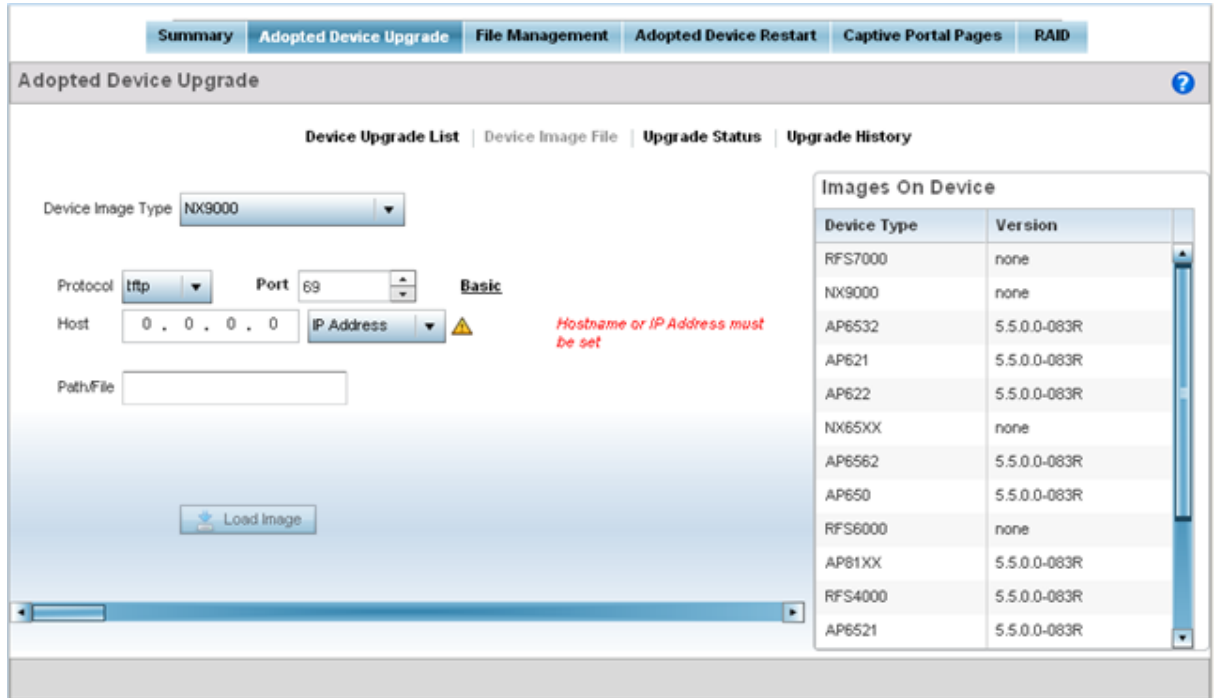 Summary Adopted Device Upgrade File Management Adopted Device Restart Captive Portal Pages RAID
Adopted Device Upgrade ?
Device Upgrade List | Device Image File | Upgrade Status | Upgrade History
Device Image Type NX9000
Protocol tftp Port 69 Basic
Host 0 . 0 . 0 . 0 IP Address Hostname or IP Address must
be set
Path/File
Load Image
Images On Device
Device Type Version
RFS7000 none
NX9000 none
AP6532 5.5.0.0-083R
AP621 5.5.0.0-083R
AP622 5.5.0.0-083R
NX65XX none
AP6562 5.5.0.0-083R
AP650 5.5.0.0-083R
RFS6000 none
AP81XX 5.5.0.0-083R
RFS4000 5.5.0.0-083R
AP6521 5.5.0.0-083R